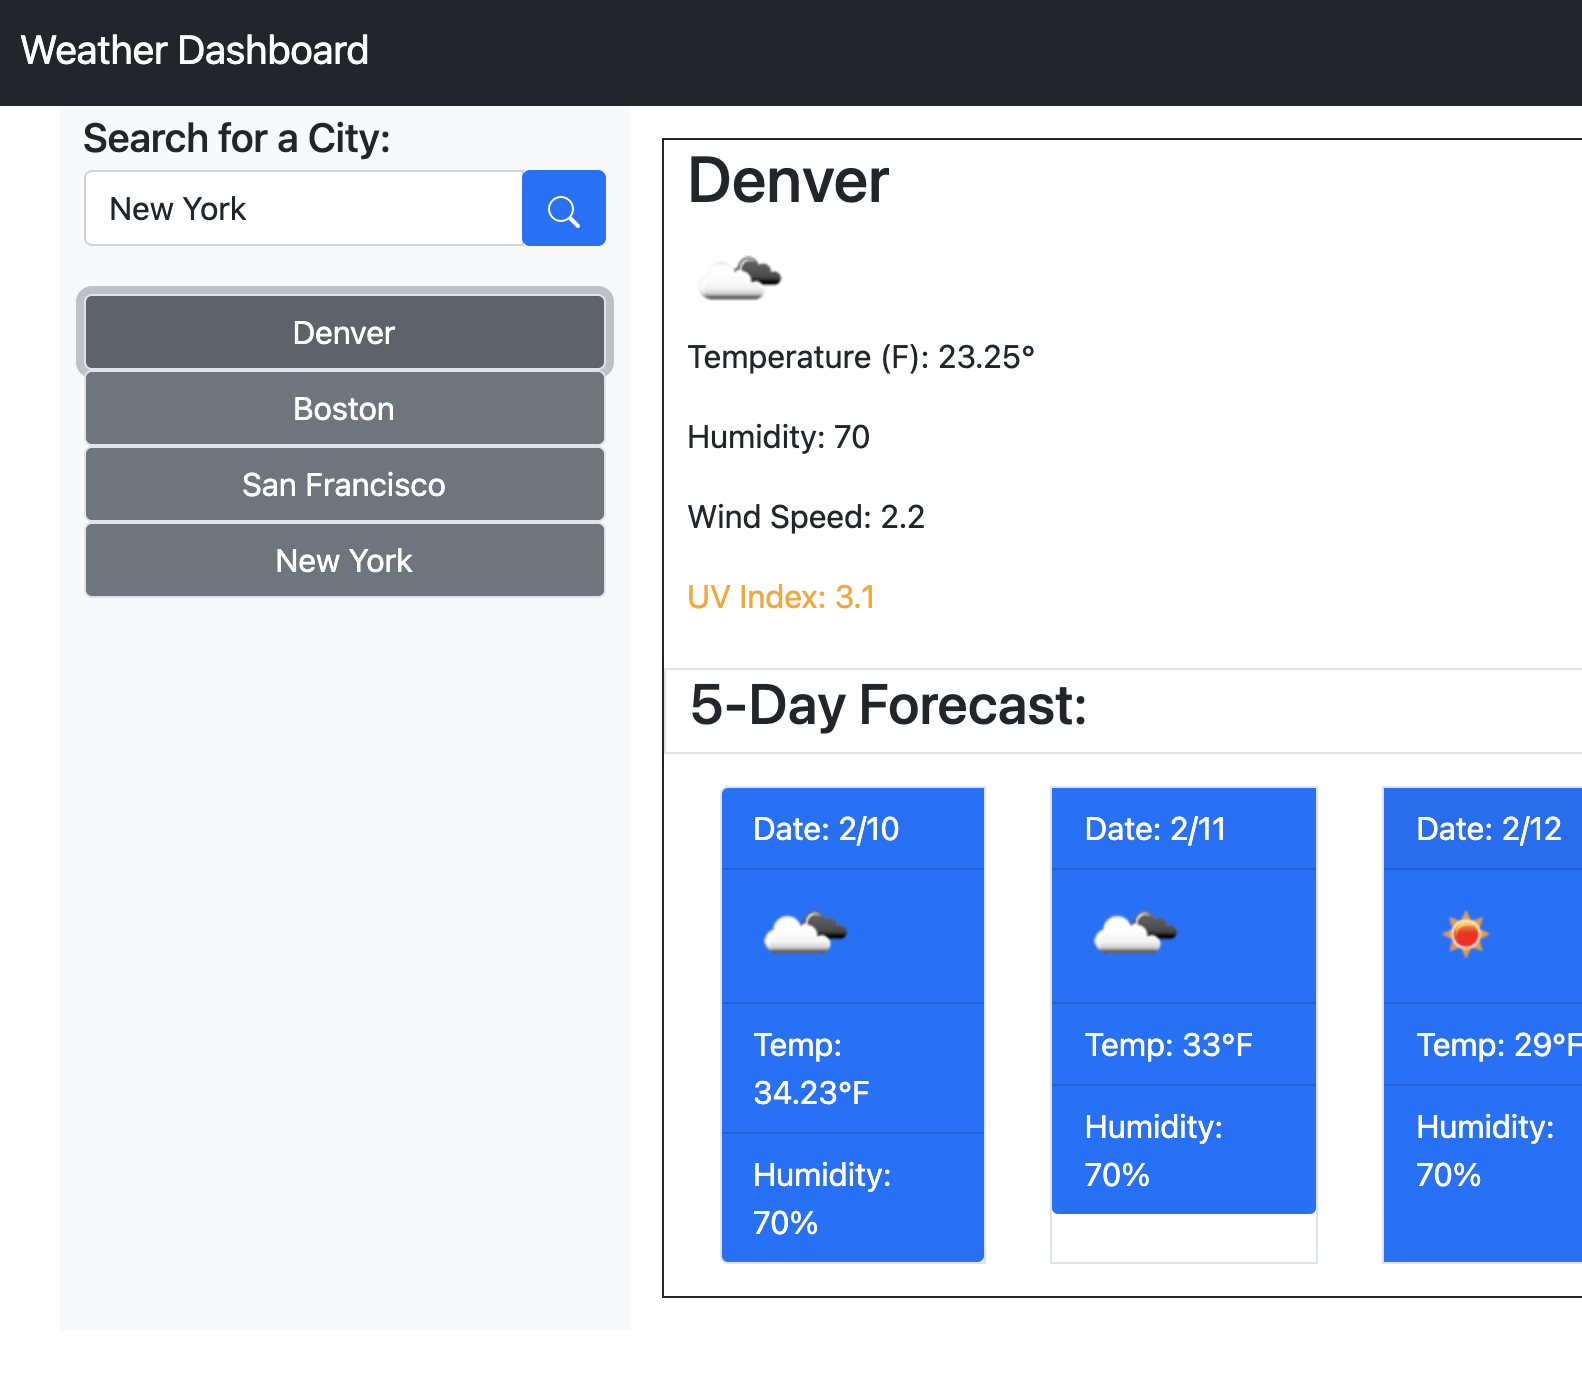 Weather Dashboard
Search for a City:
New York
Denver
Boston
San Francisco
New York
Denver
Temperature (F): 23.25°
Humidity: 70
Wind Speed: 2.2
UV Index: 3.1
5-Day Forecast:
Date: 2/10
Temp:
34.23°F
Humidity:
70%
Date: 2/11
Temp: 33°F
Humidity:
70%
Date: 2/12
Temp: 29°F
Humidity:
70%